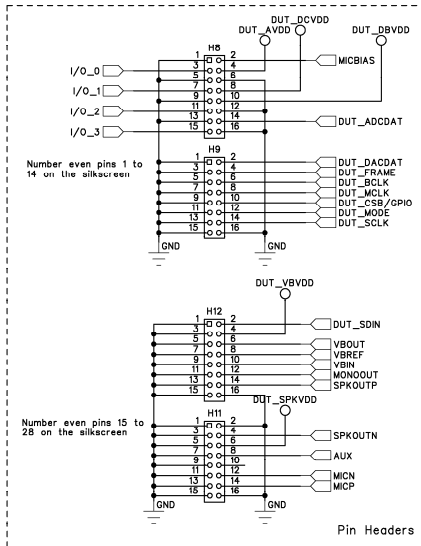 DUT_DCVDD
DUT_AVDD
DUT_DBVDD
H8
1 2 MICBIAS
I/O_0 3 4
5 6
I/O_1 7 8
9 10
I/O_2 11 12
13 14 DUT_ADCDAT
I/O_3 15 16
Number even pins 1 to
14 on the silkscreen
H9
1 2 DUT_DACDAT
3 4 DUT_FRAME
5 6 DUT_BCLK
7 8 DUT_MCLK
9 10 DUT_CSB/GPIO
11 12 DUT_MODE
13 14 DUT_SCLK
15 16
GND GND
DUT_VBVDD
H12
1 2 DUT_SDIN
3 4
5 6 VBOUT
7 8 VBREF
9 10 VBIN
11 12 MONOOUT
13 14 SPKOUTP
15 16
DUT_SPKVDD
Number even pins 15 to
28 on the silkscreen
H11
1 2
3 4 SPKOUTN
5 6
7 8 AUX
9 10
11 12 MICN
13 14 MICP
15 16
GND GND
Pin Headers